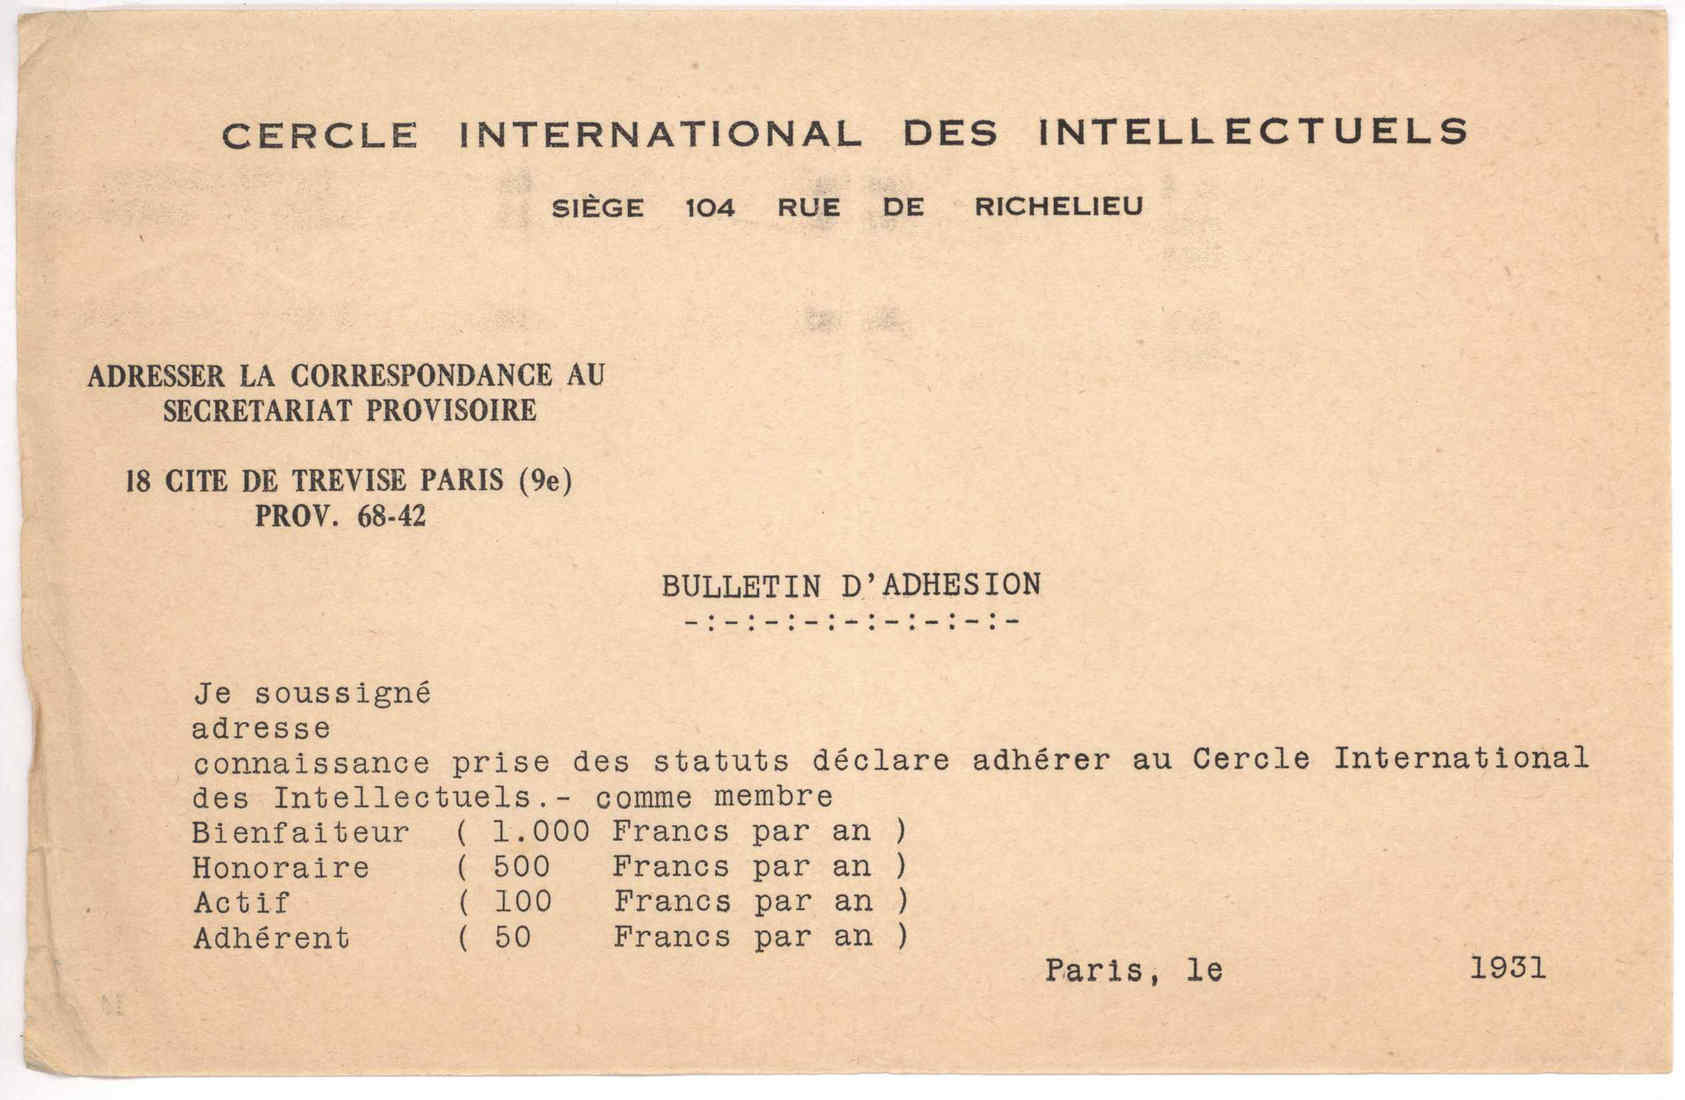 CERCLE INTERNATIONAL DES INTELLECTUELS
SIÈGE 104 RUE DE RICHELIEU
ADRESSER LA CORRESPONDANCE AU
SECRETARIAT PROVISOIRE
18 CITE DE TREVISE PARIS (9e)
PROV. 68-42
BULLETIN D'ADHESION
-:-:-:-:-:-:-:-:-
Je soussigné
adresse
connaissance prise des statuts déclare adhérer au Cercle International
des Intellectuels.- comme membre
Bienfaiteur ( 1.000 Francs par an )
Honoraire ( 500 Francs par an )
Actif ( 100 Francs par an )
Adhérent ( 50 Francs par an )
Paris, le 1931